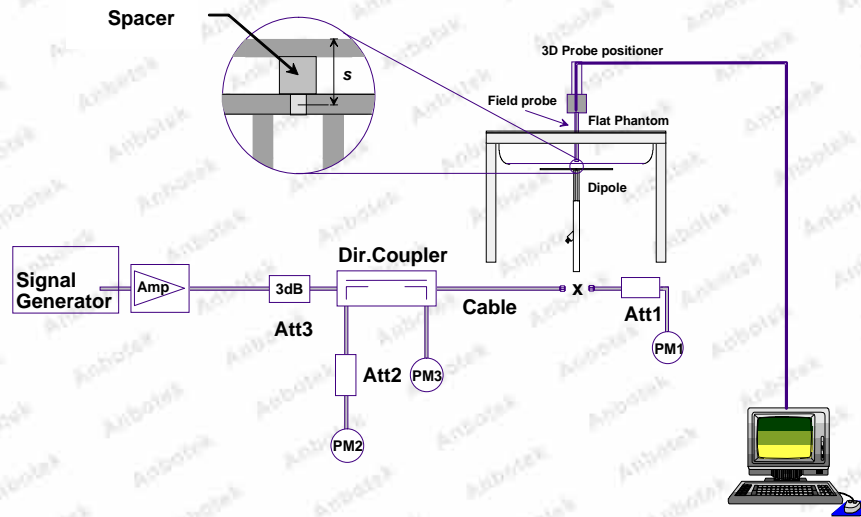 Spacer
s
3D Probe positioner
Field probe
Flat Phantom
Dipole
Signal
Generator
Amp
3dB
Att3
Dir.Coupler
Cable
x
Att1
PM1
Att2
PM3
PM2
Anbotek